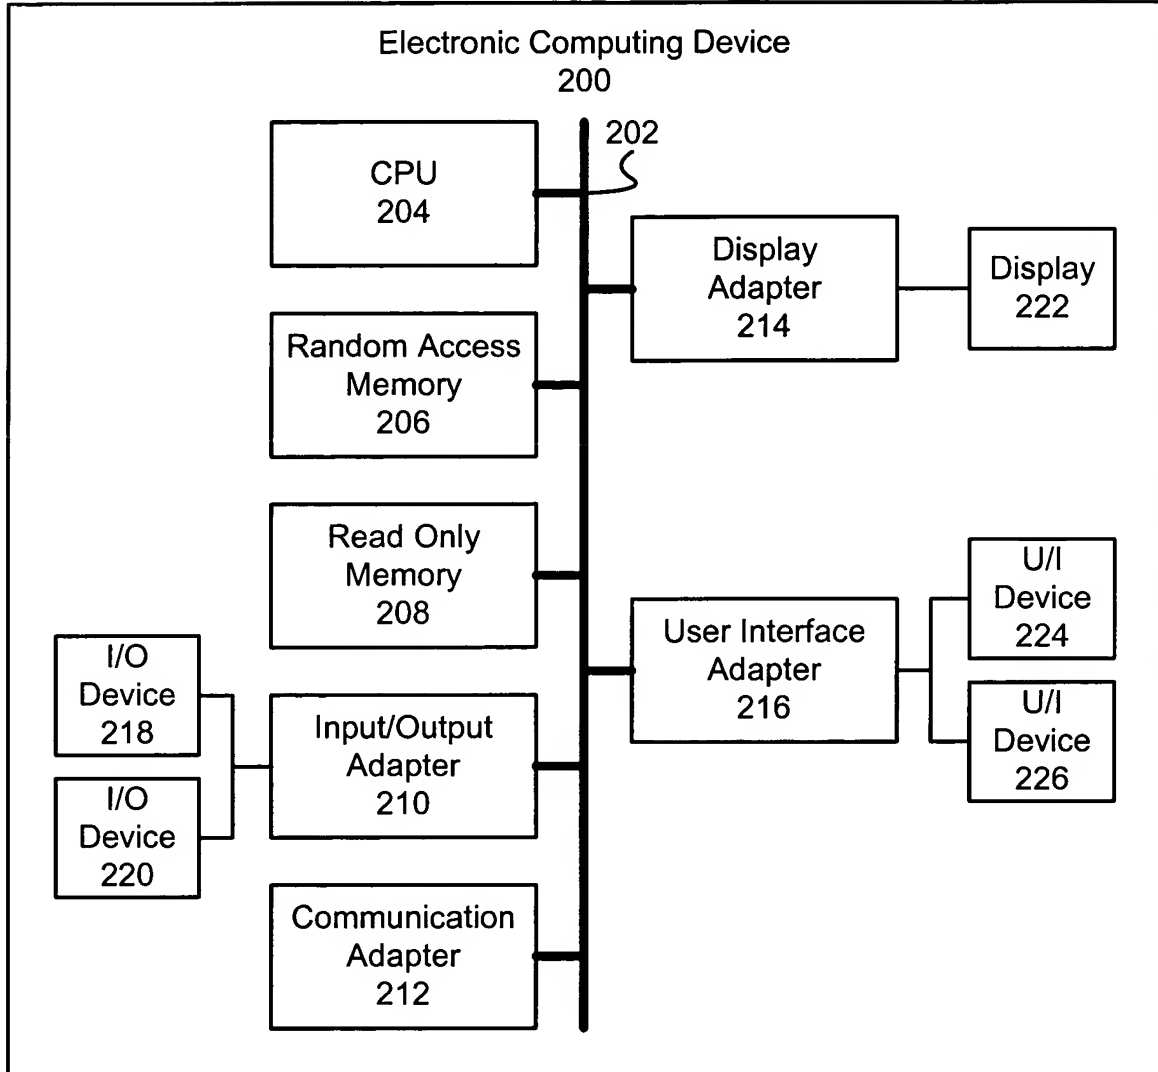 Electronic Computing Device
200
202
CPU
204
Display
Adapter
214
Display
222
Random Access
Memory
206
Read Only
Memory
208
U/I
Device
224
User Interface
Adapter
216
U/I
Device
226
I/O
Device
218
Input/Output
Adapter
210
I/O
Device
220
Communication
Adapter
212